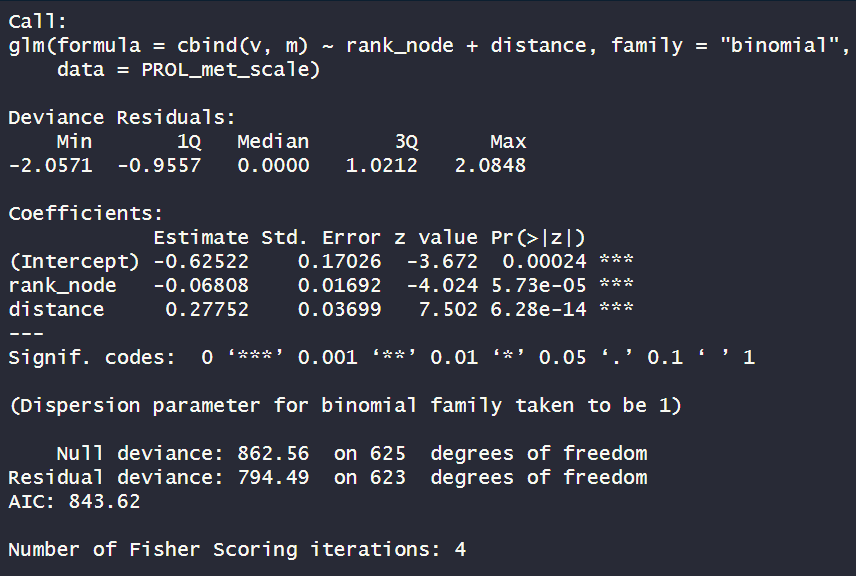 Call:
glm(formula = cbind(v, m) ~ rank_node + distance, family = "binomial",
    data = PROL_met_scale)

Deviance Residuals:
    Min       1Q   Median       3Q      Max
-2.0571  -0.9557   0.0000   1.0212   2.0848

Coefficients:
            Estimate Std. Error z value Pr(>|z|)
(Intercept) -0.62522    0.17026  -3.672  0.00024 ***
rank_node   -0.06808    0.01692  -4.024 5.73e-05 ***
distance     0.27752    0.03699   7.502 6.28e-14 ***
---
Signif. codes:  0 ‘***’ 0.001 ‘**’ 0.01 ‘*’ 0.05 ‘.’ 0.1 ‘ ’ 1

(Dispersion parameter for binomial family taken to be 1)

    Null deviance: 862.56  on 625  degrees of freedom
Residual deviance: 794.49  on 623  degrees of freedom
AIC: 843.62

Number of Fisher Scoring iterations: 4